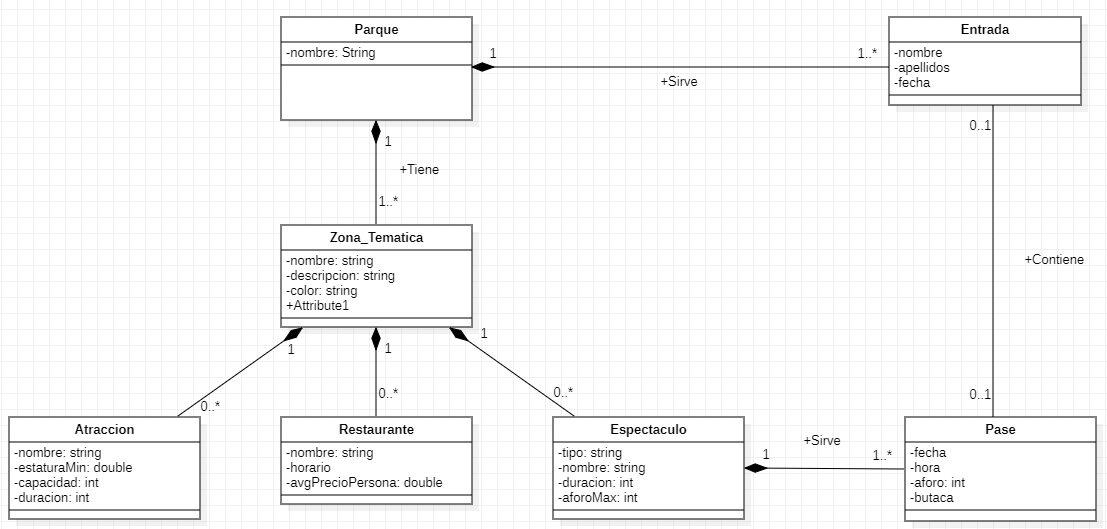 Parque
-nombre: String
1
1..*
+Sirve
Entrada
-nombre
-apellidos
-fecha
1
+Tiene
1..*
0..1
+Contiene
0..1
Zona_Tematica
-nombre: string
-descripcion: string
-color: string
+Attribute1
1
1
1
0..*
0..*
0..*
Atraccion
-nombre: string
-estaturaMin: double
-capacidad: int
-duracion: int
Restaurante
-nombre: string
-horario
-avgPrecioPersona: double
Espectaculo
-tipo: string
-nombre: string
-duracion: int
-aforoMax: int
1
+Sirve
1..*
Pase
-fecha
-hora
-aforo: int
-butaca